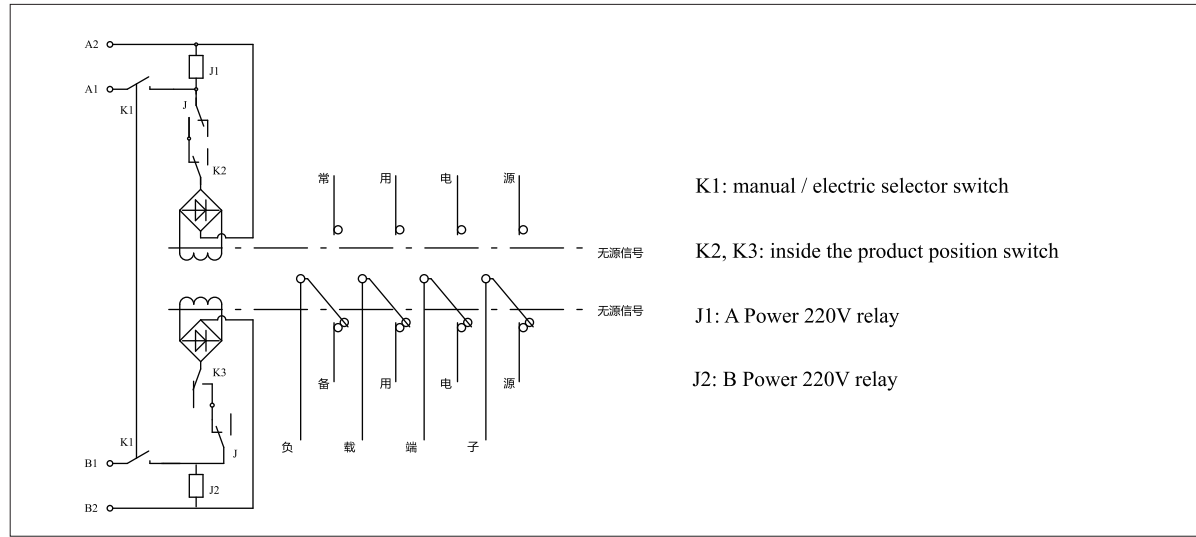 A2
J1
A1
K1
J
K2
常 用 电 源
无源信号
无源信号
K3
备 用 电 源
K1
J
负 载 端 子
B1
J2
B2
K1: manual / electric selector switch
K2, K3: inside the product position switch
J1: A Power 220V relay
J2: B Power 220V relay